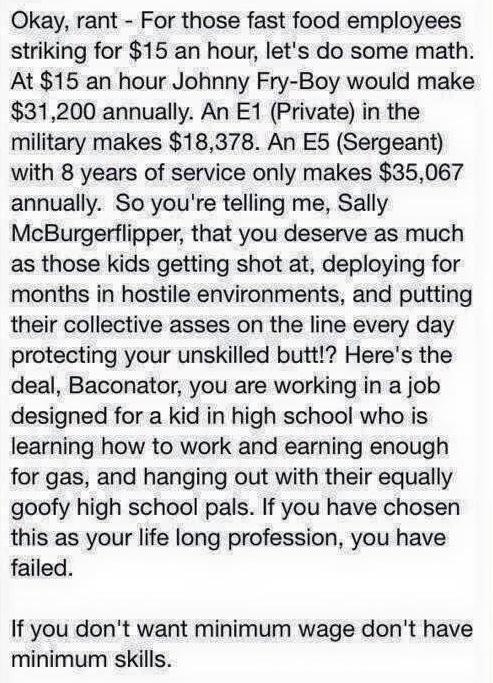 Okay, rant - For those fast food employees
striking for $15 an hour, let's do some math.
At $15 an hour Johnny Fry-Boy would make
$31,200 annually. An E1 (Private) in the
military makes $18,378. An E5 (Sergeant)
with 8 years of service only makes $35,067
annually.  So you're telling me, Sally
McBurgerflipper, that you deserve as much
as those kids getting shot at, deploying for
months in hostile environments, and putting
their collective asses on the line every day
protecting your unskilled butt!? Here's the
deal, Baconator, you are working in a job
designed for a kid in high school who is
learning how to work and earning enough
for gas, and hanging out with their equally
goofy high school pals. If you have chosen
this as your life long profession, you have
failed.

If you don't want minimum wage don't have
minimum skills.